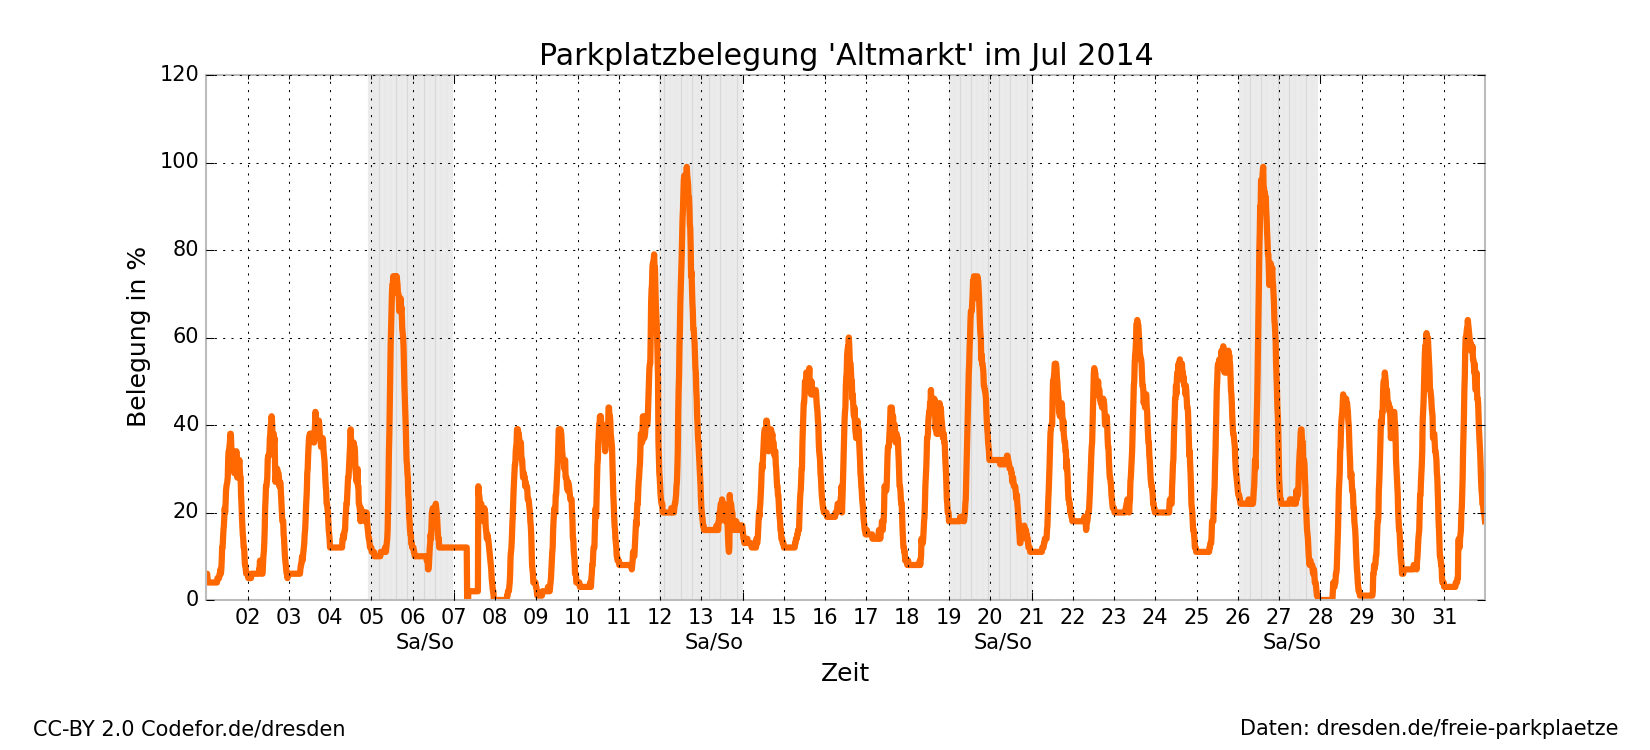 Parkplatzbelegung 'Altmarkt' im Jul 2014
120
100
80
60
40
20
0
Belegung in %
02 03 04 05 06 07 08 09 10 11 12 13 14 15 16 17 18 19 20 21 22 23 24 25 26 27 28 29 30 31
Sa/So Sa/So Sa/So Sa/So
Zeit
CC-BY 2.0 Codefor.de/dresden
Daten: dresden.de/freie-parkplaetze